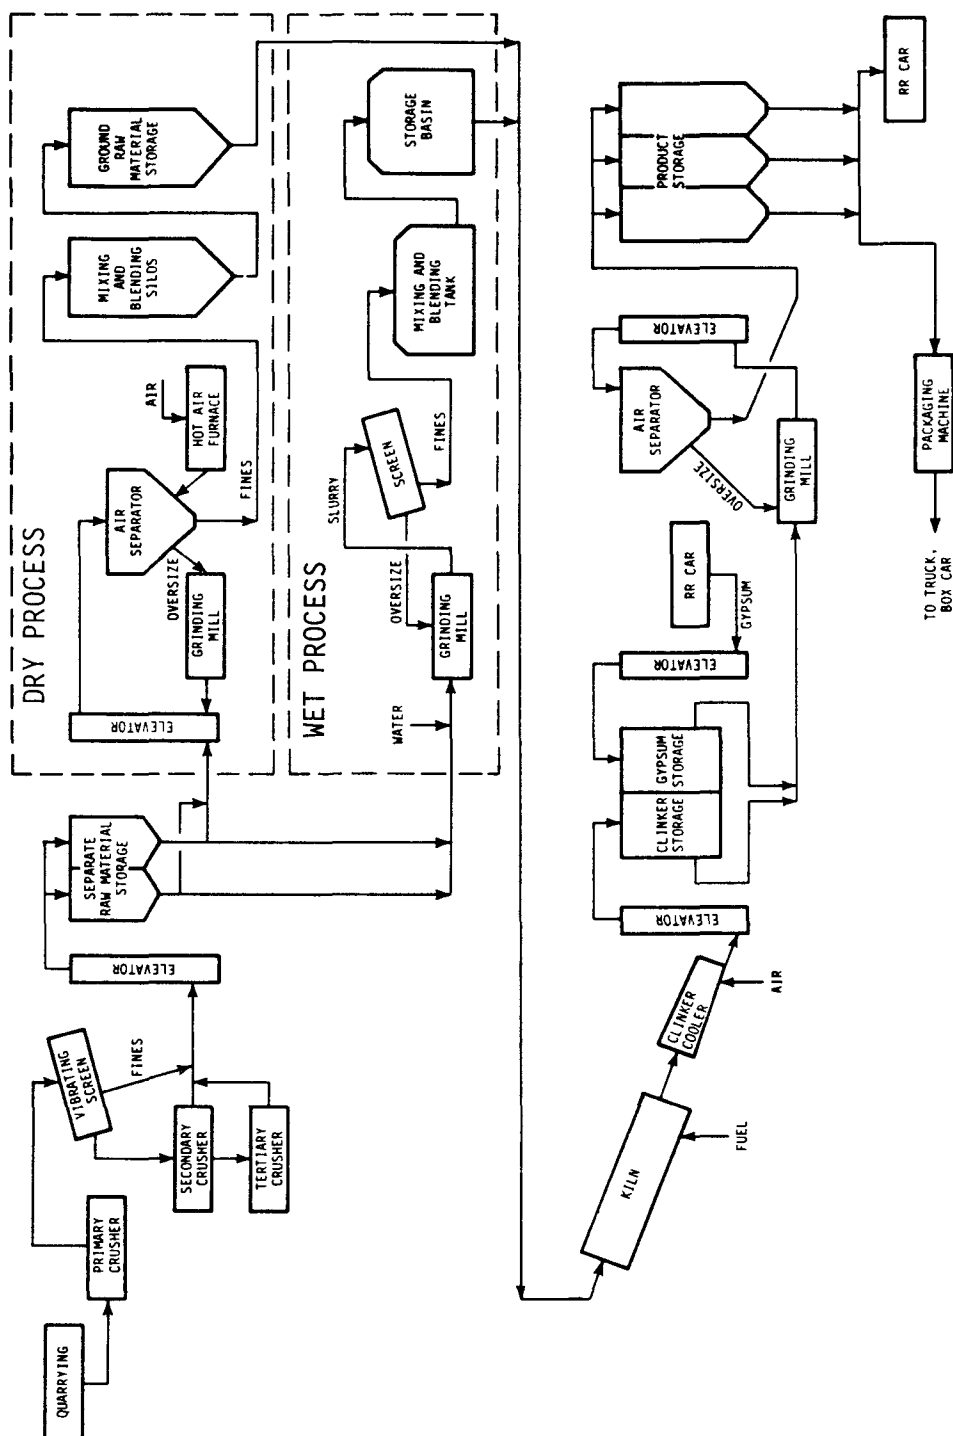 QUARRYING
PRIMARY
CRUSHER
VIBRATING
SCREEN
FINES
SECONDARY
CRUSHER
TERTIARY
CRUSHER
ELEVATOR
SEPARATE
RAW MATERIAL
STORAGE
DRY PROCESS
ELEVATOR
GRINDING
MILL
OVERSIZE
AIR
SEPARATOR
FINES
HOT AIR
FURNACE
AIR
MIXING
AND
BLENDING
SILOS
GROUND
RAW
MATERIAL
STORAGE
WET PROCESS
WATER
GRINDING
MILL
OVERSIZE
SLURRY
SCREEN
FINES
MIXING AND
BLENDING
TANK
STORAGE
BASIN
KILN
FUEL
CLINKER
COOLER
AIR
ELEVATOR
CLINKER
STORAGE
GYPSUM
STORAGE
ELEVATOR
GYPSUM
RR CAR
GRINDING
MILL
OVERSIZE
AIR
SEPARATOR
ELEVATOR
PRODUCT
STORAGE
RR CAR
PACKAGING
MACHINE
TO TRUCK,
BOX CAR